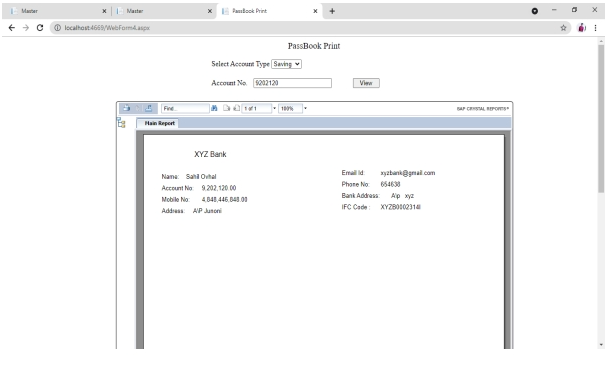 Master
Master
PassBook Print
localhost:4669/WebForm4.aspx
PassBook Print
Select Account Type Saving
Account No. 9202120 View
Find... 1 of 1 100% SAP CRYSTAL REPORTS®
Main Report
XYZ Bank
Name: Sahil Ovhal
Account No: 9,202,120.00
Mobile No: 4,848,446,848.00
Address: A\P Junoni
Email Id: xyzbank@gmail.com
Phone No: 654638
Bank Address: A\p xyz
IFC Code : XYZB0002314I